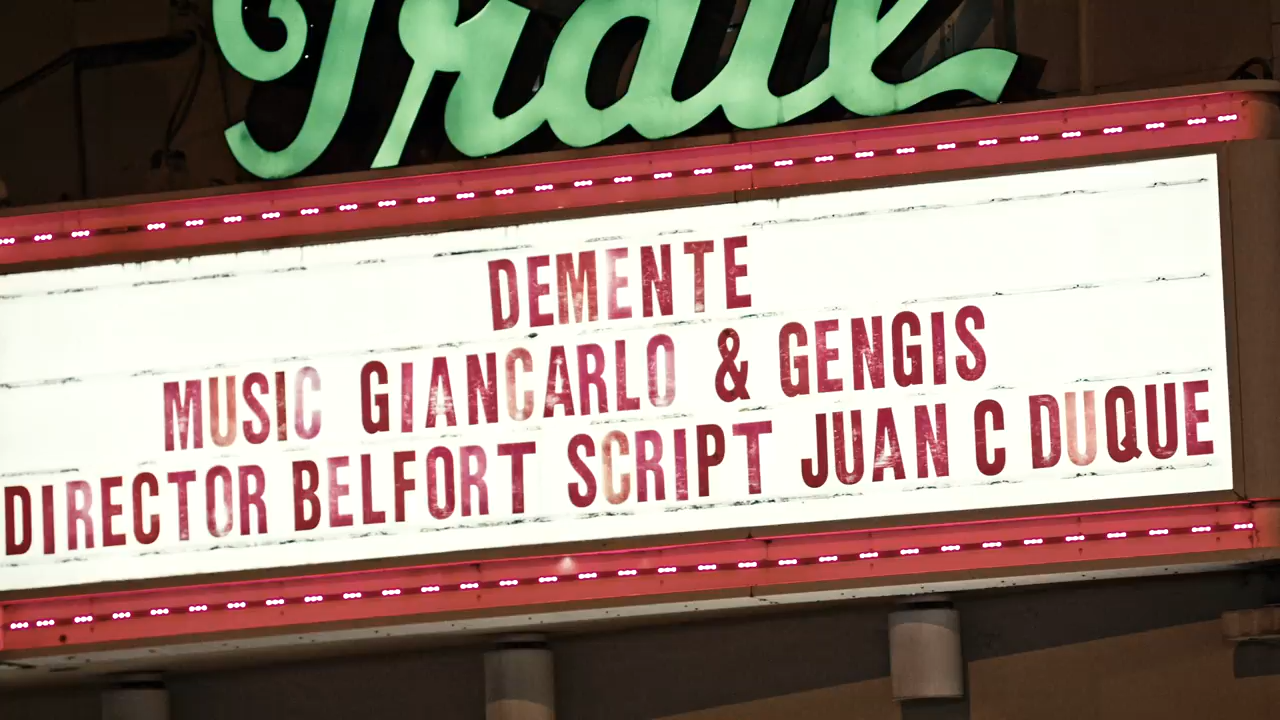 DEMENTE
MUSIC GIANCARLO & GENGIS
DIRECTOR BELFORT SCRIPT JUAN C DUQUE